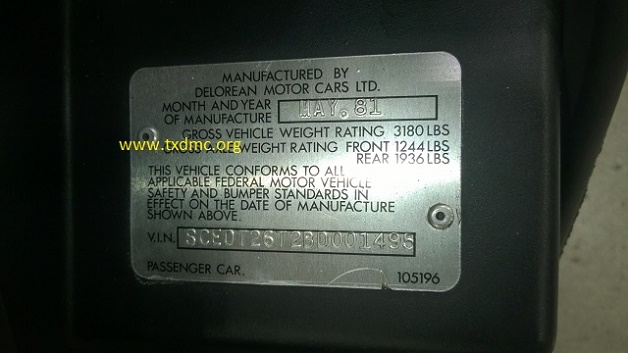 MANUFACTURED BY
DELOREAN MOTOR CARS LTD.
MONTH AND YEAR
OF MANUFACTURE MAY. 81
GROSS VEHICLE WEIGHT RATING 3180 LBS
www.txdmc.org
GROSS AXLE WEIGHT RATING FRONT 1244 LBS
REAR 1936 LBS
THIS VEHICLE CONFORMS TO ALL
APPLICABLE FEDERAL MOTOR VEHICLE
SAFETY AND BUMPER STANDARDS IN
EFFECT ON THE DATE OF MANUFACTURE
SHOWN ABOVE.
V.I.N. SCEDT26T2BD001495
PASSENGER CAR. 105196